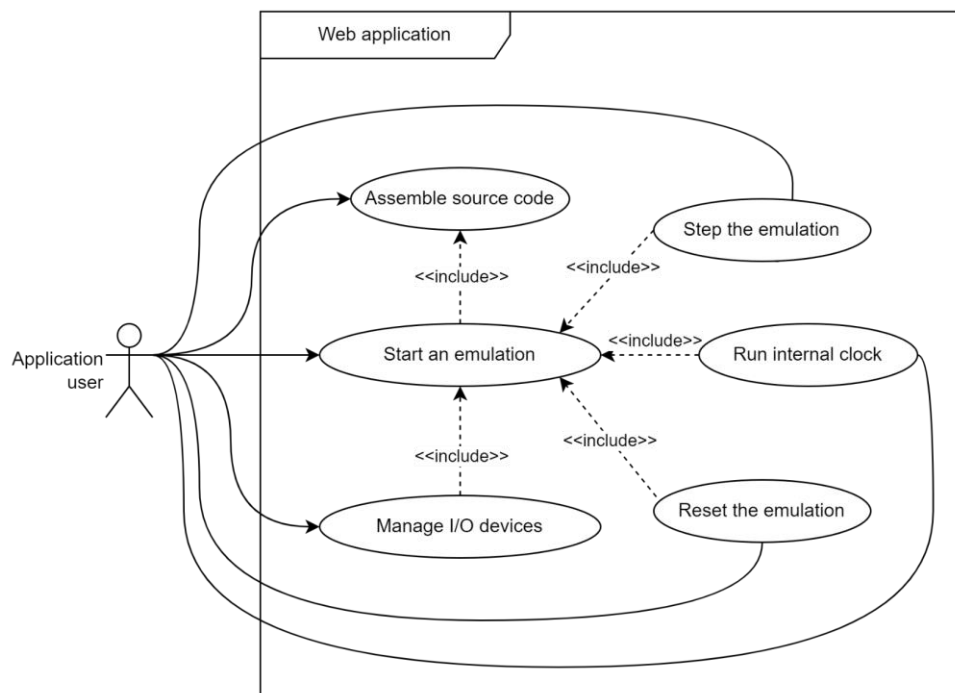 Web application
Assemble source code
Step the emulation
<<include>>
<<include>>
Application
user
Start an emulation
<<include>>
Run internal clock
<<include>>
<<include>>
Manage I/O devices
Reset the emulation